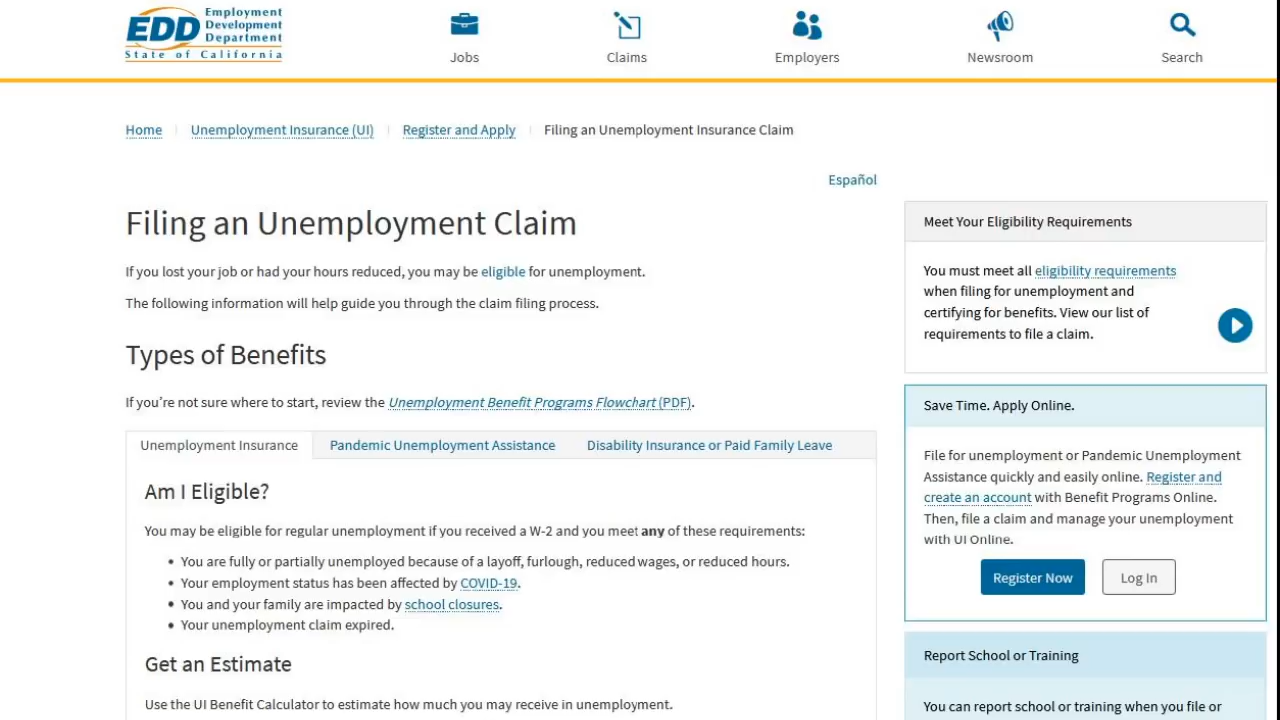 EDD Employment
Development
Department
State of California
Jobs
Claims
Employers
Newsroom
Search
Home
Unemployment Insurance (UI)
Register and Apply
Filing an Unemployment Insurance Claim
Español
Filing an Unemployment Claim
If you lost your job or had your hours reduced, you may be eligible for unemployment.
The following information will help guide you through the claim filing process.
Types of Benefits
If you're not sure where to start, review the Unemployment Benefit Programs Flowchart (PDF).
Unemployment Insurance
Pandemic Unemployment Assistance
Disability Insurance or Paid Family Leave
Am I Eligible?
You may be eligible for regular unemployment if you received a W-2 and you meet any of these requirements:
• You are fully or partially unemployed because of a layoff, furlough, reduced wages, or reduced hours.
• Your employment status has been affected by COVID-19.
• You and your family are impacted by school closures.
• Your unemployment claim expired.
Get an Estimate
Use the UI Benefit Calculator to estimate how much you may receive in unemployment.
Meet Your Eligibility Requirements
You must meet all eligibility requirements
when filing for unemployment and
certifying for benefits. View our list of
requirements to file a claim.
Save Time. Apply Online.
File for unemployment or Pandemic Unemployment
Assistance quickly and easily online. Register and
create an account with Benefit Programs Online.
Then, file a claim and manage your unemployment
with UI Online.
Register Now
Log In
Report School or Training
You can report school or training when you file or